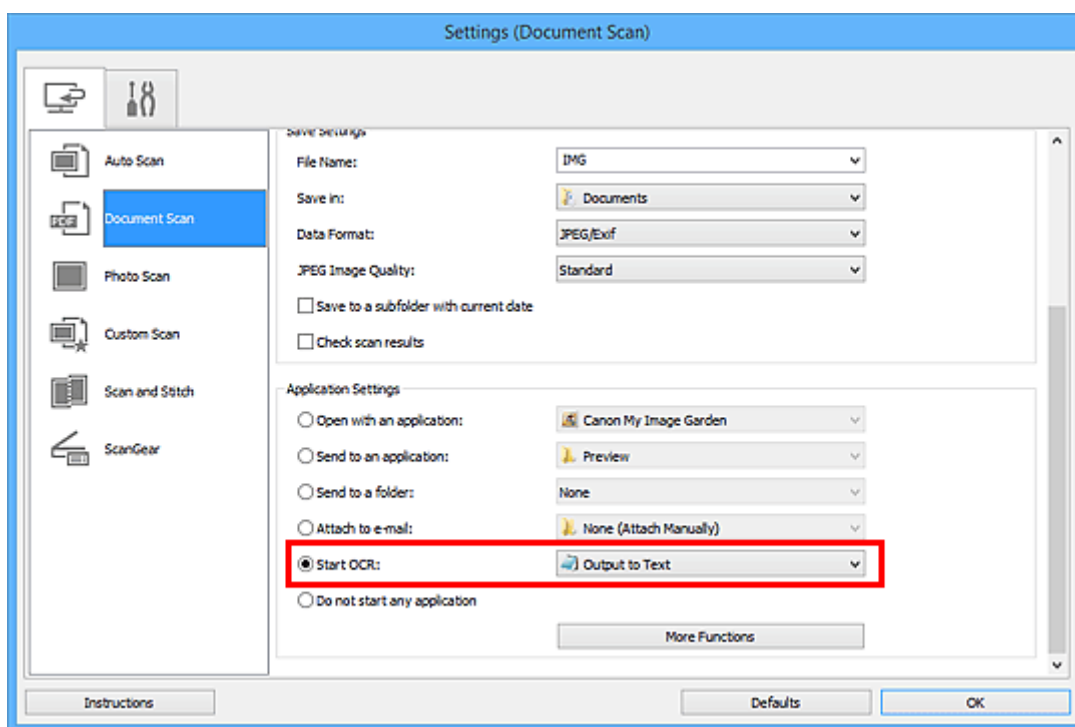 Settings (Document Scan)
Auto Scan
PDF
Document Scan
Photo Scan
Custom Scan
Scan and Stitch
ScanGear
Save Settings
File Name: IMG
Save in: Documents
Data Format: JPEG/Exif
JPEG Image Quality: Standard
Save to a subfolder with current date
Check scan results
Application Settings
Open with an application: Canon My Image Garden
Send to an application: Preview
Send to a folder: None
Attach to e-mail: None (Attach Manually)
Start OCR: Output to Text
Do not start any application
More Functions
Instructions Defaults OK